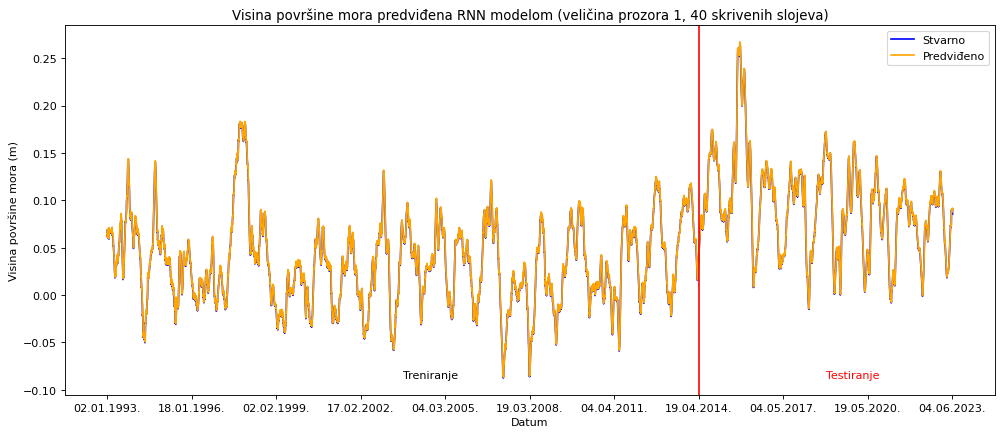 Visina površine mora predviđena RNN modelom (veličina prozora 1, 40 skrivenih slojeva)
Stvarno
Predviđeno
Visina površine mora (m)
0.25
0.20
0.15
0.10
0.05
0.00
−0.05
−0.10
Treniranje
Testiranje
02.01.1993.
18.01.1996.
02.02.1999.
17.02.2002.
04.03.2005.
19.03.2008.
04.04.2011.
19.04.2014.
04.05.2017.
19.05.2020.
04.06.2023.
Datum